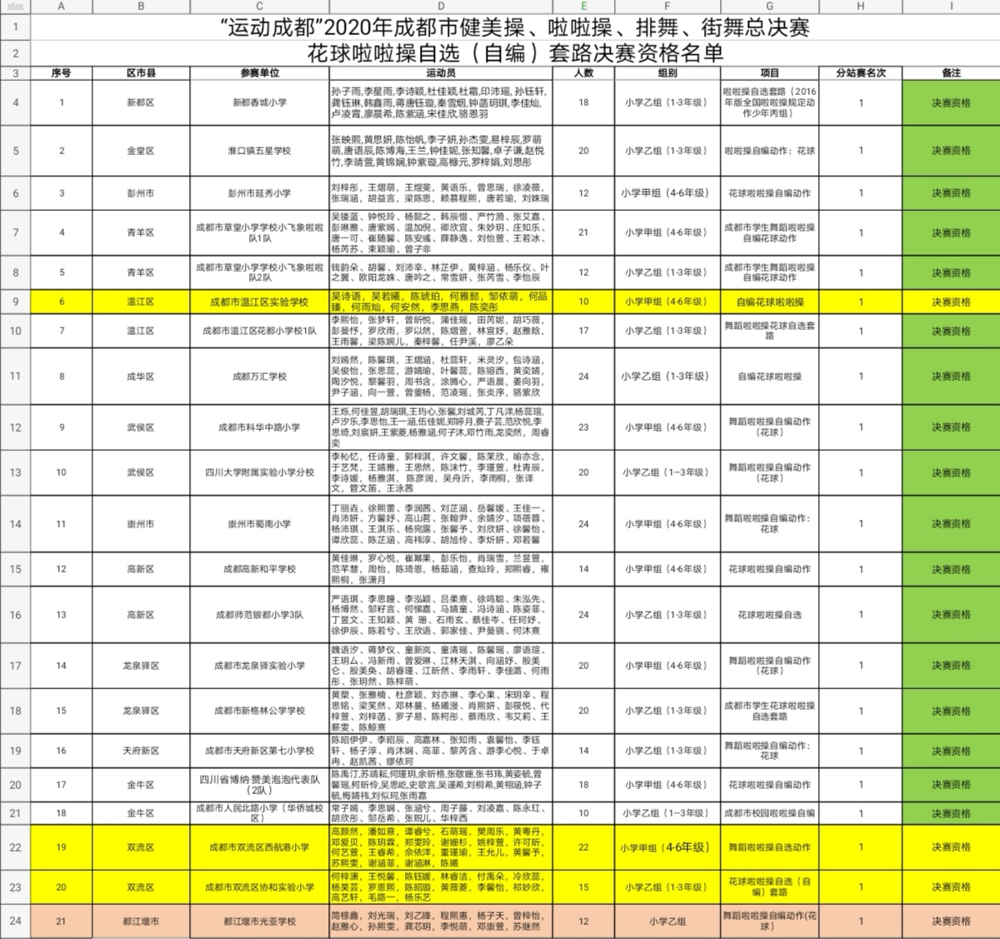 xlsx A B C D E F G H I
1 “运动成都”2020年成都市健美操、啦啦操、排舞、街舞总决赛
2 花球啦啦操自选（自编）套路决赛资格名单
3 序号 区市县 参赛单位 运动员 人数 组别 项目 分站赛名次 备注
4 1 新都区 新都香城小学 18 小学乙组（1-3年级） 1 决赛资格
孙子雨,李星雨,李诗颖,杜佳颖,杜霜,印沛瑶,孙钰轩,
龚钰琳,韩鑫雨,蒋唐钰璇,秦雪烟,钟菡玥琪,李佳灿,
卢凌霄,廖晨希,陈紫涵,宋佳欣,骆恩羽
啦啦操自选套路（2016
年版全国啦啦操规定动
作少年丙组）
5 2 金堂区 淮口镇五星学校 20 小学乙组（1-3年级） 啦啦操自编动作：花球 1 决赛资格
张映熙,黄思妍,陈怡帆,李子妍,孙杰雯,易梓辰,罗萌
萌,唐语辰,陈博海,王兰,钟佳妮,张知馨,卓子谦,赵悦
竹,李靖萱,黄锦娴,钟紫璇,高橼元,罗梓娟,刘思彤
6 3 彭州市 彭州市延秀小学 12 小学甲组（4-6年级） 花球啦啦操自编动作 1 决赛资格
刘梓彤，王熠萌，王煜斐，黄语乐，曾思瑞，徐凌薇，
张瑞涵，胡益言，梁陈思，赖慕程熙，唐若瑜，刘姝瑞
7 4 青羊区 成都市草堂小学学校小飞象啦啦
队1队 21 小学甲组（4-6年级） 成都市学生舞蹈啦啦操
自编花球动作 1 决赛资格
吴镂蓝、钟悦玲、杨懿之、韩辰惜、严竹漪、张艾嘉、
彭琳雅、唐紫嫣、温加倪、卿欣宜、朱妙玥、庄知乐、
唐一可、崔随馨、陈安彧、薛静逸、刘怡萱、王若冰、
杨芮苏、束颖瑜、曾子非
8 5 青羊区 成都市草堂小学学校小飞象啦啦
队2队 12 小学甲组（4-6年级） 成都市学生舞蹈啦啦操
自编花球动作 1 决赛资格
钱韵朵、胡馨、刘沛辛、林芷伊、黄梓涵、杨乐仪、叶
之翼、欧阳龙姝、唐吟之、常雪妍、张芮雪、李怡辰
9 6 温江区 成都市温江区实验学校 10 小学甲组（4-6年级） 自编花球啦啦操 1 决赛资格
吴诗语，吴若曦，陈琥珀，何雅懿，邹依萌，何品
臻，何雨灿，何安然，李思燕，陈奕彤
10 7 温江区 成都市温江区花都小学校1队 17 小学乙组（1-3年级） 舞蹈啦啦操花球自选套
路 1 决赛资格
李熙怡，张梦轩，曾昕悦，蒲佳瑶，田芮妮，胡巧薇，
彭曼妤，罗欣雨，罗以然，陈熠萱，林宣妤，赵雅晗，
王雨馨，梁陈婉儿，秦梓馨，任尹溪，廖乙朵
11 8 成华区 成都万汇学校 24 小学乙组（1-3年级） 自编花球啦啦操 1 决赛资格
刘嫣然，陈馨琪，王熠涵，杜蕊轩，米灵汐，包诗涵，
吴俊怡，张思蕊，游婧瑜，叶馨蕊，陈镕西，黄奕婧，
陶汐悦，黎馨羽，周书含，涂腾心，严语晨，姜向羽，
尹子涵，向一萱，曾鐾杨，范凌瑶，张炎序，骆紫欣
12 9 武侯区 成都市科华中路小学 23 小学甲组（4-6年级） 舞蹈啦啦操自编动作
（花球） 1 决赛资格
王烁,何佳昱,胡瑞琪,王玓心,张馨,刘城芮,丁凡洋,杨蕊瑄,
卢汐乐,李思怡,王一涵,伍佳妮,郑婷月,费子芸,范欣悦,李
思绮,刘宸妍,王紫菱,杨雅涵,何子沐,邓竹雨,龙奕然，周睿
奕
13 10 武侯区 四川大学附属实验小学分校 20 小学乙组（1—3年级） 舞蹈啦啦操自编动作
（花球） 1 决赛资格
李杺忆，任诗童，郭梓淇，许文馨，陈茉欣，喻亦念，
于艺梵，王婧雅，王思然，陈沫竹，李瑾萱，杜青辰，
李诗媛，杨雅淇， 陈彦润，吴冉沂，李雨桐，张译
文，管文笛，王泳茜
14 11 崇州市 崇州市蜀南小学 24 小学甲组（4-6年级） 舞蹈啦啦操自编动作：
花球 1 决赛资格
丁丽垚、徐熙蕾、李润茜、刘芷涵、岳馨媛、王佳一、
肖沛妍、方馨妤、高山茗、张翰尹、余婧汐、项蓓蓉、
杨沛琪、王淇乐、杨宛露、张馨予、刘欣妍、徐馨怡、
谭欣蕊、陈芷涵、高祎淳、胡旭伶、李炘妍、邓若馨
15 12 高新区 成都高新和平学校 14 小学甲组（4-6年级） 花球啦啦操自编动作 1 决赛资格
黄佳琳，罗心悦，崔幂果，彭乐怡，肖瑞雪，兰昱萱，
范芊慧，周怡，陈琦恩，杨茹涵，查灿玲，郑熙睿，雍
熙桐，张潇月
16 13 高新区 成都师范银都小学3队 24 小学乙组（1-3年级） 花球啦啦操自选 1 决赛资格
严语琪、李思瞳、李泓颖、吕柔熹、徐鸣聪、朱泓先、
杨博然、邹籽言、何悌嘉、马婧童、冯诗涵、陈姿菲、
丁昱文、王知颖、黄 珊、石雨玄、蔡佳岑、任珂妤、
徐伊辰、陈若兮、王欣语、郭家佳、尹曼骁、何沐熹
17 14 龙泉驿区 成都市龙泉驿实验小学 20 小学甲组（4-6年级） 舞蹈啦啦操自编动作
（花球） 1 决赛资格
魏语汐、蒋梦仪、童新岚、童清瑶、陈馨瑶、廖语瑄、
王玥厶、冯新雨、曾爱琳、江林天淇、向涵妤、殷美
仑、殷美奂、胡睿瑾、江昕然、李雨轩、李佳潞、何雨
彤、张玥然、陈梓萌、
18 15 龙泉驿区 成都市新格林公学学校 20 小学乙组（1-3年级） 成都市学生花球啦啦操
自选套路 1 决赛资格
黄槊、张雅楠、杜彦颖、刘亦琳、李心果、宋玥辛、程
思铭、梁笑然、邓林蔓、杨曦漫、肖熙妍、彭筱悦、代
梓萱、刘梓菡、罗子易、陈柯彤、蔡雨欣、韦艾莉、王
薪雯、陈鲸熹
19 16 天府新区 成都市天府新区第七小学校 14 小学乙组（1-3年级） 舞蹈啦啦操自编动作：
花球 1 决赛资格
陈昭伊伊、李昭辰、高嘉林、张知雨、袁馨怡、李钰
轩、杨子淳、肖沐娴、高菲、黎芮含、游李心悦、于卓
冉、赵凯茜、缪依珂
20 17 金牛区 四川省博纳·赞美泡泡代表队
（2队） 18 小学甲组（4-6年级） 花球啦啦操自编动作 1 决赛资格
陈禹汀,苏靖耘,何瑾玥,余昕格,张敬姗,张书玮,黄姿毓,曾
馨瑶,柯昕伶,吴思屹,史歌言,吴谨希,刘桐希,黄栩涵,钟子
毓,梅婧祎,刘似珂,张雨嘉
21 18 金牛区 成都市人民北路小学（华侨城校
区） 10 小学乙组（1—3年级） 成都市校园啦啦操自编 1 决赛资格
常子嫣、李思娴、张涵兮、周子藤、刘凌嘉、陈永玒、
胡欣彤、邹岳希、张贶儿、华梓西
22 19 双流区 成都市双流区西航港小学 22 小学甲组（4-6年级） 舞蹈啦啦操自选动作 1 决赛资格
高颜然，潘如意，谭睿兮，石萌瑶，樊周乐，黄粤丹，
邓爱贝，陈玥霖，郑雯玲，谢姗杉，姚梓萱，许可昕，
何艺萱，王睿希，佘依洋，董瑾瑜，王允儿，黄馨予，
苏熙雯，谢涵菲，谢涵淋，陈曦
23 20 双流区 成都市双流区协和实验小学 15 小学乙组（1-3年级） 花球啦啦操自选（自
编）套路 1 决赛资格
何梓潇，王悦馨，陈钰媛，林睿洁，付禹朵，冷欣蕊，
杨昊芸，罗恩熙，陈昭璇，黄薇菱，李馨怡，祁妙欣，
高艺轩，毛路一，杨乐艺
24 21 都江堰市 都江堰市光亚学校 12 小学乙组 舞蹈啦啦操自编动作(花
球） 1 决赛资格
简榇鑫，刘光瑞，刘乙锋，程熙惠，杨子天，曾梓怡，
赵雅心，孙熙雯，龚芯玥，李悦萌，邓崇萱，苏继然